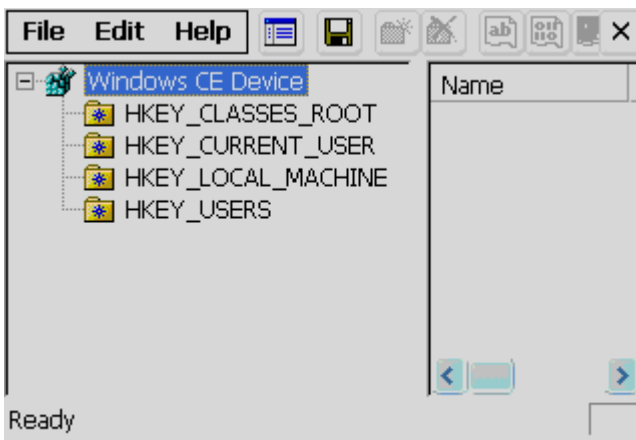 File Edit Help
Windows CE Device
HKEY_CLASSES_ROOT
HKEY_CURRENT_USER
HKEY_LOCAL_MACHINE
HKEY_USERS
Name
Ready